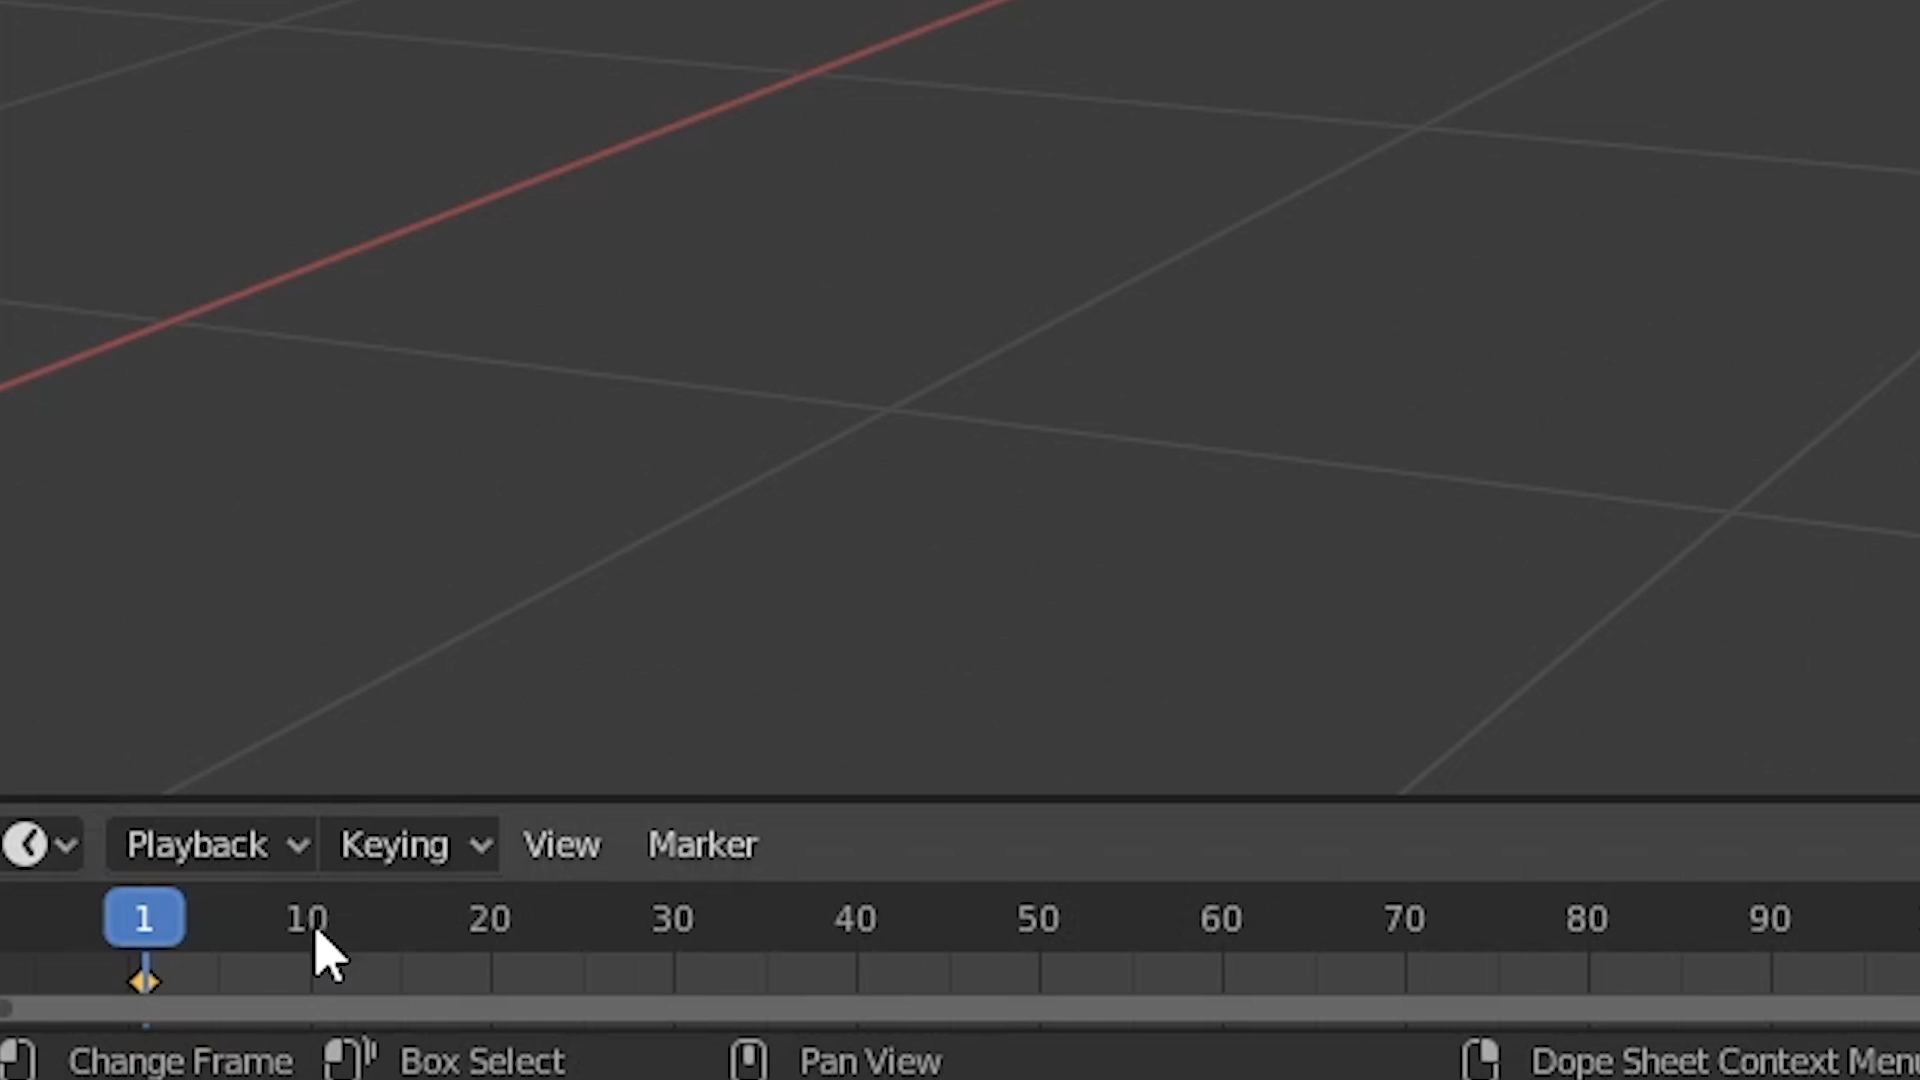 Playback Keying View Marker
1 10 20 30 40 50 60 70 80 90
Change Frame Box Select Pan View Dope Sheet Context Menu